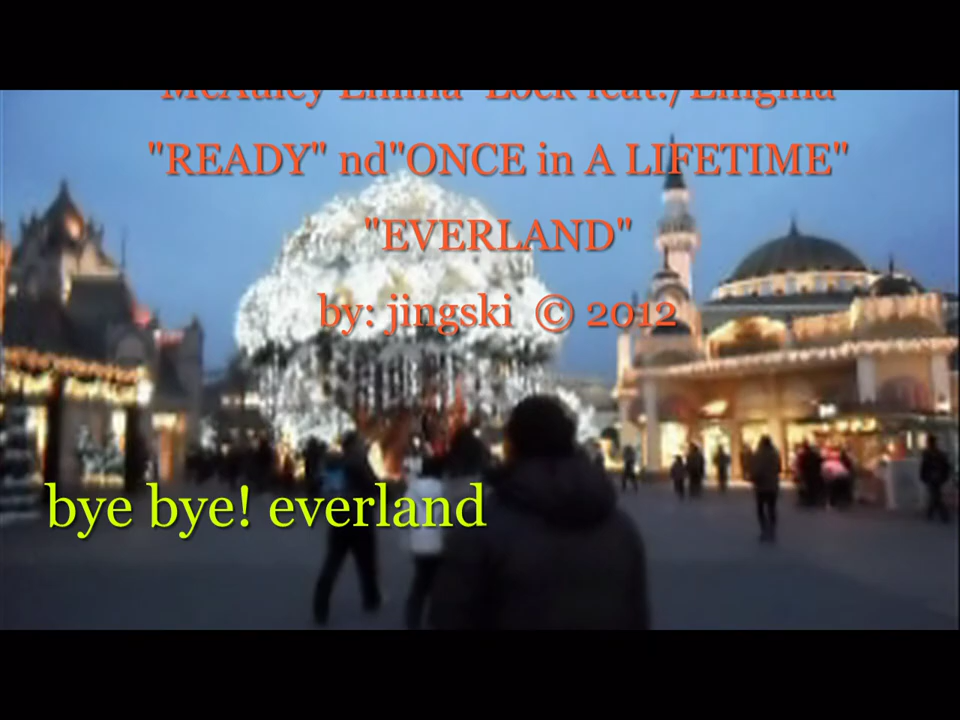 "READY" nd"ONCE in A LIFETIME"
"EVERLAND"
by: jingski © 2012
bye bye! everland